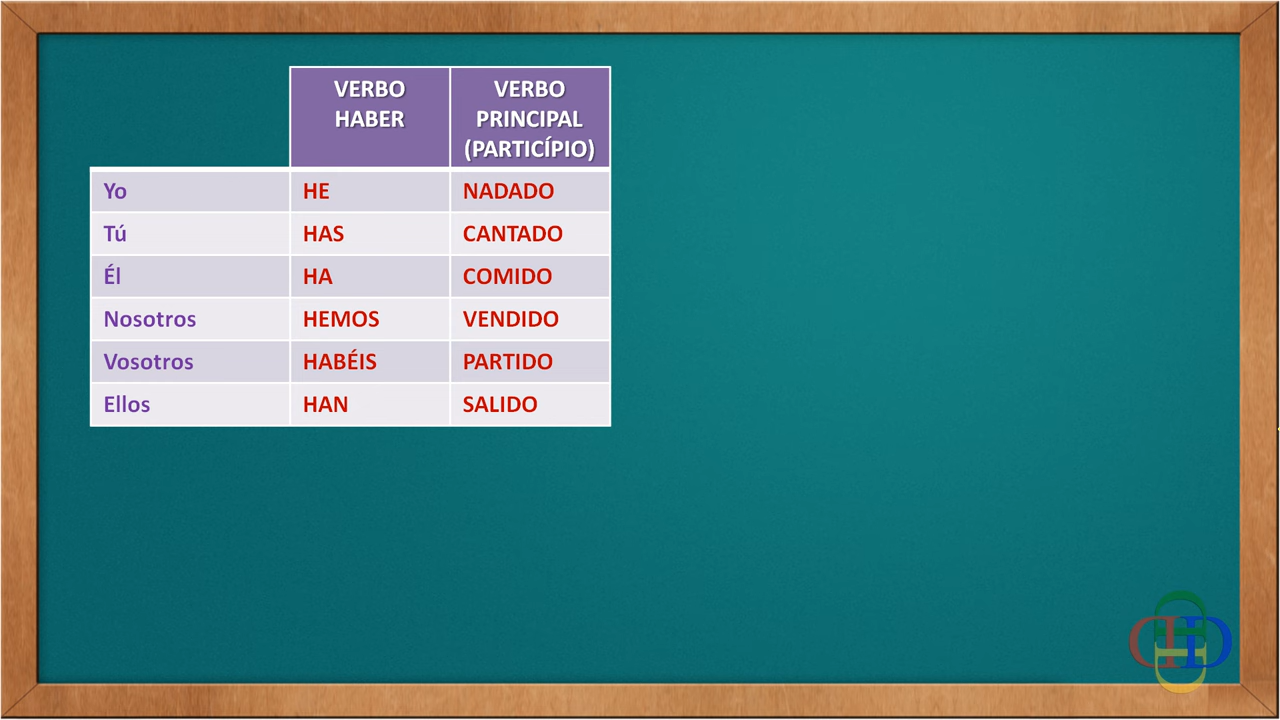 VERBO HABER
VERBO PRINCIPAL (PARTICÍPIO)
Yo HE NADADO
Tú HAS CANTADO
Él HA COMIDO
Nosotros HEMOS VENDIDO
Vosotros HABÉIS PARTIDO
Ellos HAN SALIDO